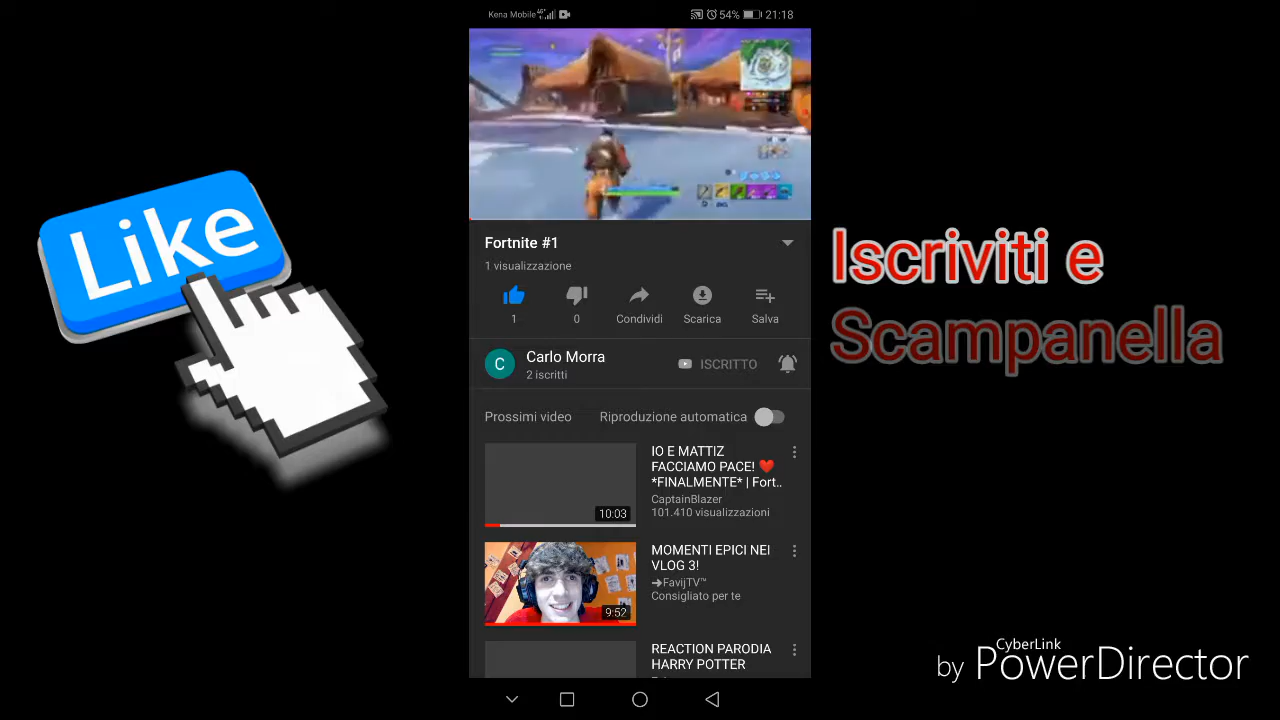 Kena Mobile 4G+ 54% 21:18
Like
Fortnite #1
1 visualizzazione
1 0 Condividi Scarica Salva
C Carlo Morra ISCRITTO
2 iscritti
Prossimi video Riproduzione automatica
IO E MATTIZ
FACCIAMO PACE! ❤️
*FINALMENTE* | Fort..
CaptainBlazer
101.410 visualizzazioni
10:03
MOMENTI EPICI NEI
VLOG 3!
➔FavijTV™
Consigliato per te
9:52
REACTION PARODIA
HARRY POTTER
Iscriviti e
Scampanella
CyberLink
by PowerDirector